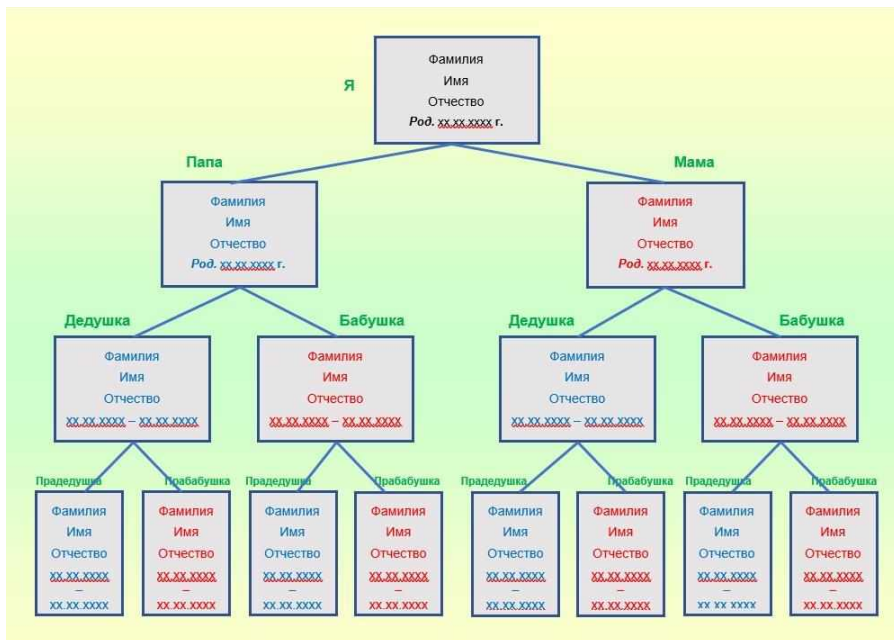 Я
Фамилия
Имя
Отчество
Род. xx.xx.xxxx г.
Папа
Мама
Фамилия
Имя
Отчество
Род. xx.xx.xxxx г.
Фамилия
Имя
Отчество
Род. xx.xx.xxxx г.
Дедушка
Бабушка
Дедушка
Бабушка
Фамилия
Имя
Отчество
xx.xx.xxxx – xx.xx.xxxx
Фамилия
Имя
Отчество
xx.xx.xxxx – xx.xx.xxxx
Фамилия
Имя
Отчество
xx.xx.xxxx – xx.xx.xxxx
Фамилия
Имя
Отчество
xx.xx.xxxx – xx.xx.xxxx
Прадедушка
Прабабушка
Прадедушка
Прабабушка
Прадедушка
Прабабушка
Прадедушка
Прабабушка
Фамилия
Имя
Отчество
xx.xx.xxxx
–
xx.xx.xxxx
Фамилия
Имя
Отчество
xx.xx.xxxx
–
xx.xx.xxxx
Фамилия
Имя
Отчество
xx.xx.xxxx
–
xx.xx.xxxx
Фамилия
Имя
Отчество
xx.xx.xxxx
–
xx.xx.xxxx
Фамилия
Имя
Отчество
xx.xx.xxxx
–
xx.xx.xxxx
Фамилия
Имя
Отчество
xx.xx.xxxx
–
xx.xx.xxxx
Фамилия
Имя
Отчество
xx.xx.xxxx
–
xx.xx.xxxx
Фамилия
Имя
Отчество
xx.xx.xxxx
–
xx.xx.xxxx